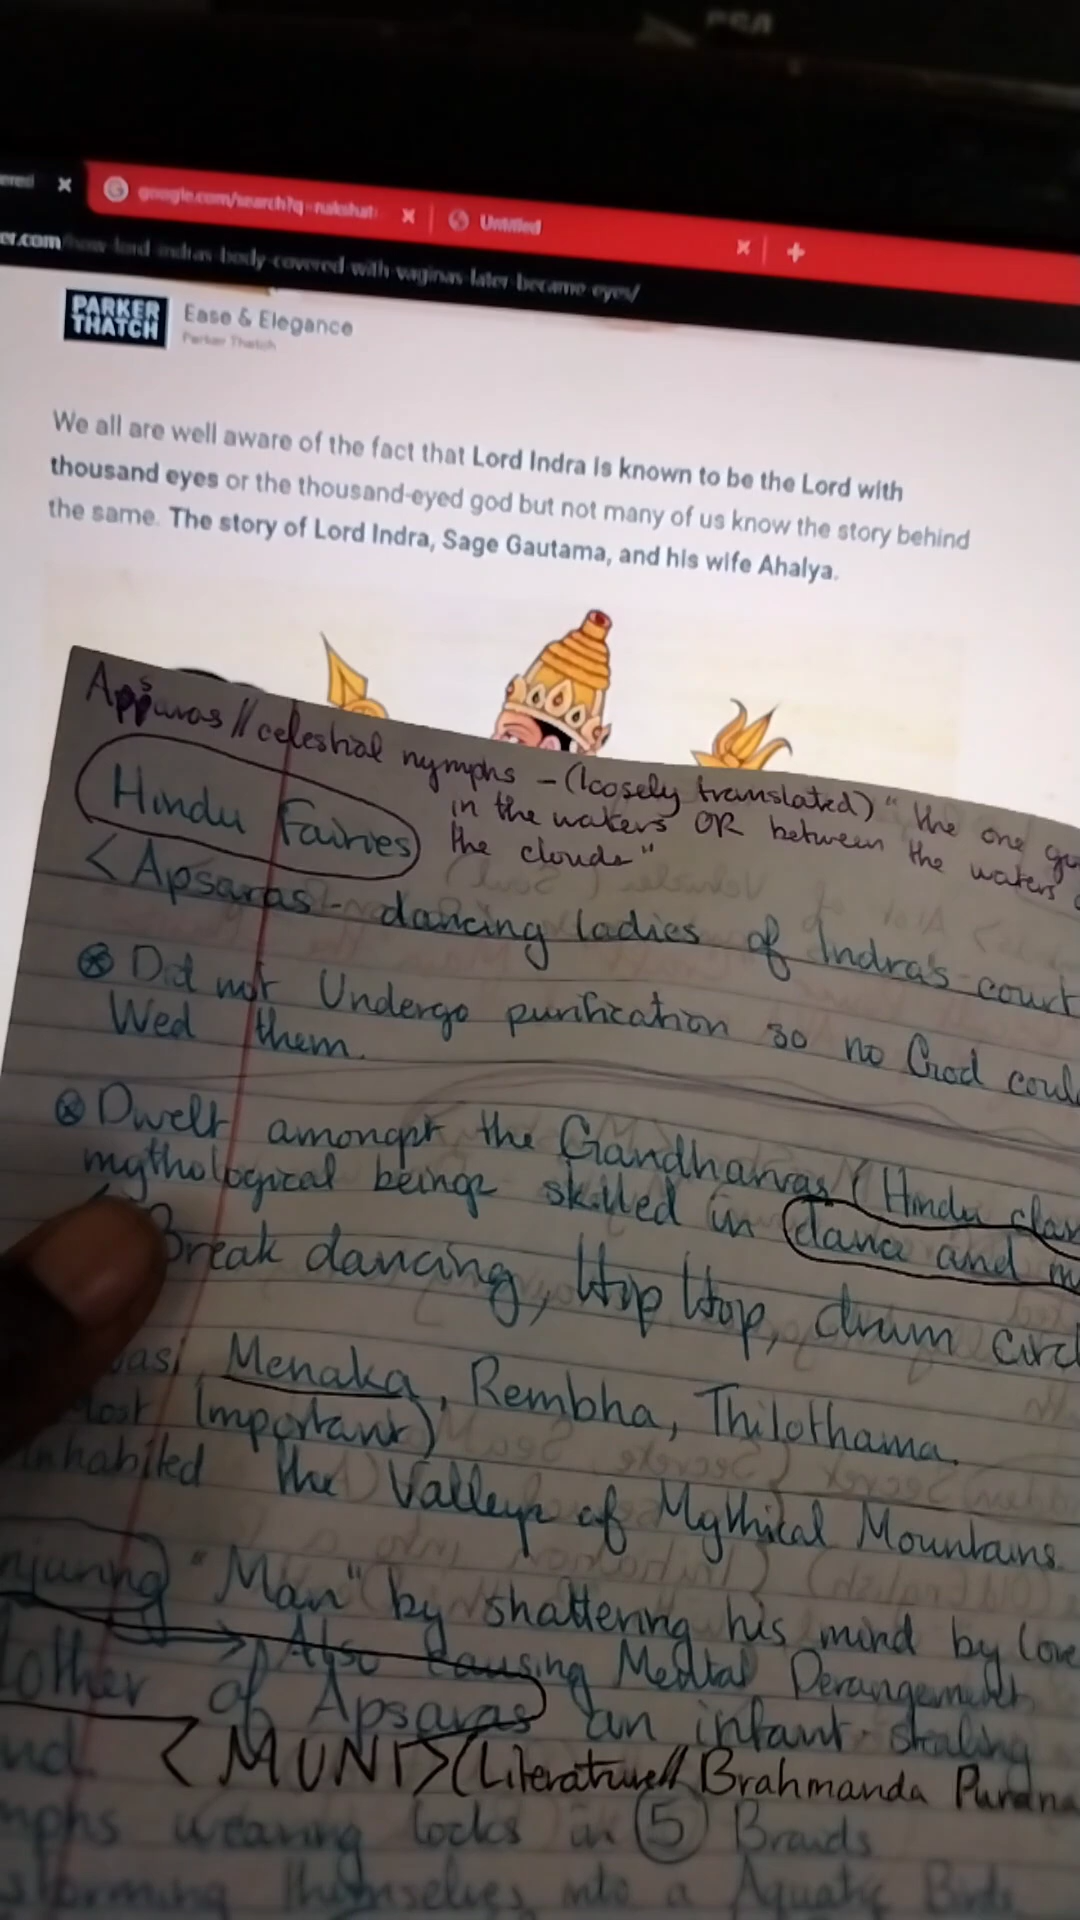 google.com/search?q=nakshat
Untitled
er.com/how-lord-indras-body-covered-with-vaginas-later-became-eyes/
PARKER THATCH
Ease & Elegance
Parker Thatch
We all are well aware of the fact that Lord Indra is known to be the Lord with
thousand eyes or the thousand-eyed god but not many of us know the story behind
the same. The story of Lord Indra, Sage Gautama, and his wife Ahalya.
Appsaras // celestial nymphs - (loosely translated) "the one
in the waters OR between the waters
the clouds"
Hindu Fairies
< Apsaras - dancing ladies of Indra's court
Did not Undergo purification so no God
Wed them.
Dwelt amongst the Gandharvas (Hindu
mythological beings skilled in dance and
Break dancing, Hip Hop, drum
Menaka, Rembha, Thilothama.
Important)
inhabited the Valleys of Mythical Mountains.
"Man" by shattering his mind by love
Also causing Mental Derangement
of Apsaras an infant-stealing
<MUNI> (Literature// Brahmanda Purana
wearing locks in 5 Braids
themselves into a Aquatic Birds